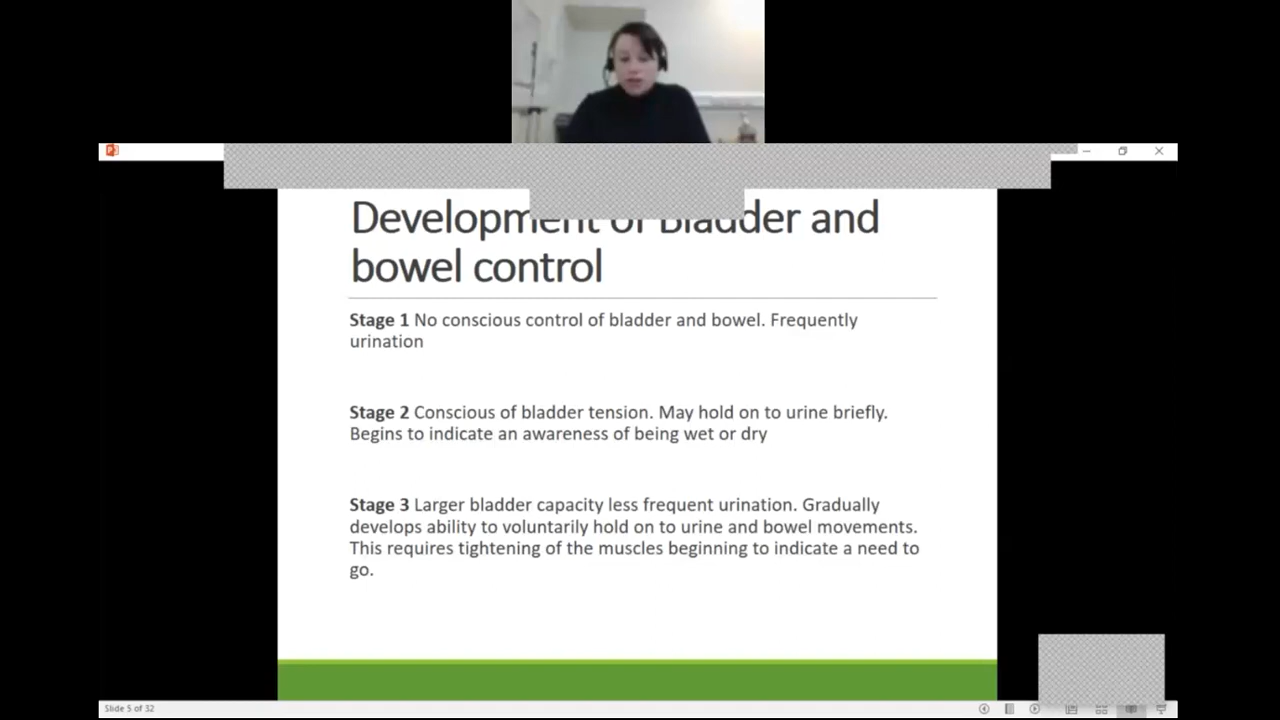 Development of Bladder and
bowel control
Stage 1 No conscious control of bladder and bowel. Frequently
urination
Stage 2 Conscious of bladder tension. May hold on to urine briefly.
Begins to indicate an awareness of being wet or dry
Stage 3 Larger bladder capacity less frequent urination. Gradually
develops ability to voluntarily hold on to urine and bowel movements.
This requires tightening of the muscles beginning to indicate a need to
go.
Slide 5 of 32